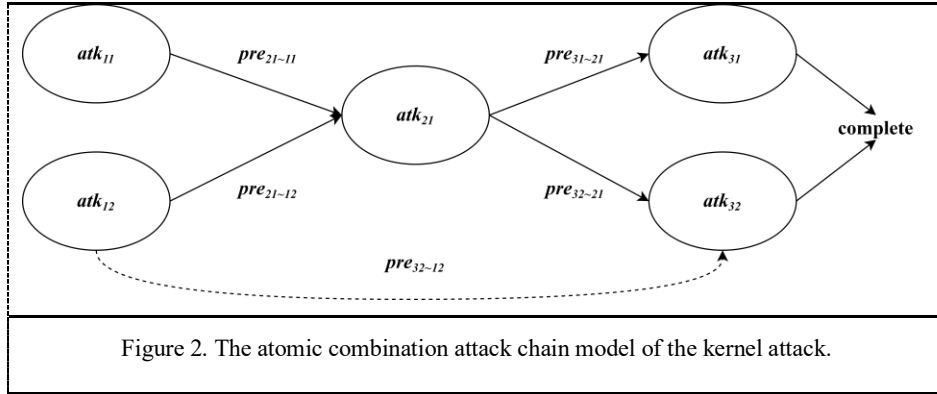 atk11
pre21~11
pre31~21
atk31
atk21
complete
atk12
pre21~12
pre32~21
atk32
pre32~12
Figure 2. The atomic combination attack chain model of the kernel attack.